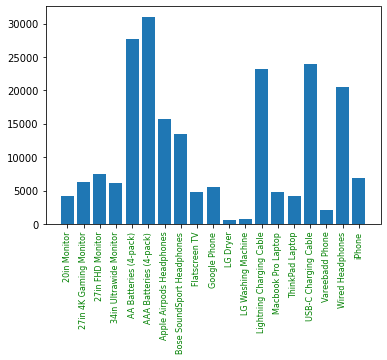 30000
25000
20000
15000
10000
5000
0
20in Monitor
27in 4K Gaming Monitor
27in FHD Monitor
34in Ultrawide Monitor
AA Batteries (4-pack)
AAA Batteries (4-pack)
Apple Airpods Headphones
Bose SoundSport Headphones
Flatscreen TV
Google Phone
LG Dryer
LG Washing Machine
Lightning Charging Cable
Macbook Pro Laptop
ThinkPad Laptop
USB-C Charging Cable
Vareebadd Phone
Wired Headphones
iPhone